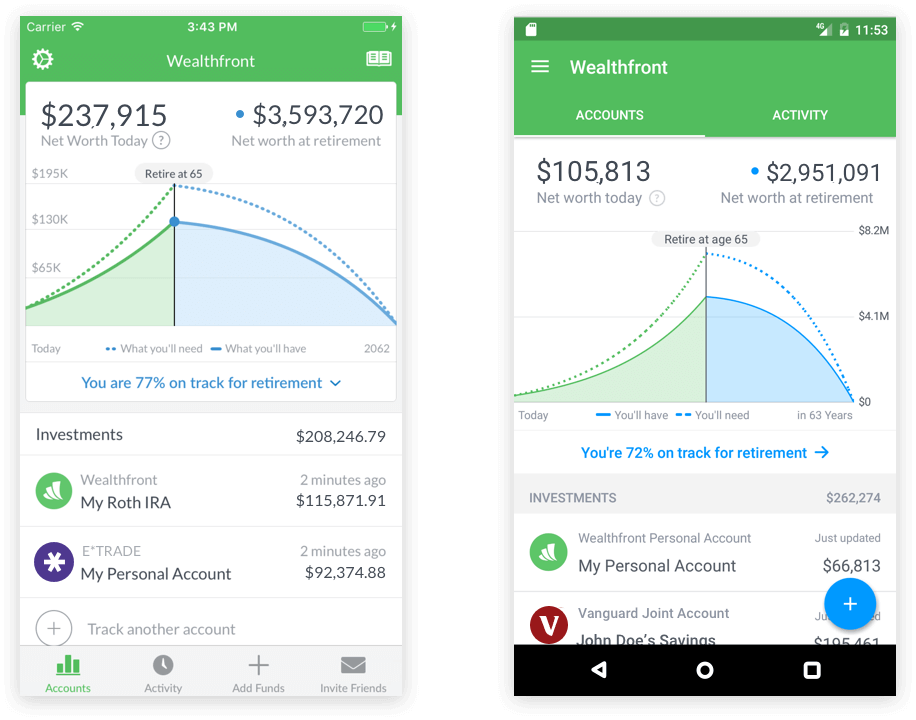 Carrier 3:43 PM
Wealthfront
$237,915 $3,593,720
Net Worth Today ? Net worth at retirement
$195K
Retire at 65
$130K
$65K
Today What you'll need What you'll have 2062
You are 77% on track for retirement
Investments $208,246.79
Wealthfront 2 minutes ago
My Roth IRA $115,871.91
E*TRADE 2 minutes ago
My Personal Account $92,374.88
Track another account
Accounts Activity Add Funds Invite Friends
4G 11:53
Wealthfront
ACCOUNTS ACTIVITY
$105,813 $2,951,091
Net worth today ? Net worth at retirement
$8.2M
Retire at age 65
$4.1M
$0
Today You'll have You'll need in 63 Years
You're 72% on track for retirement
INVESTMENTS $262,274
Wealthfront Personal Account Just updated
My Personal Account $66,813
Vanguard Joint Account
John Doe's Savings $195,461